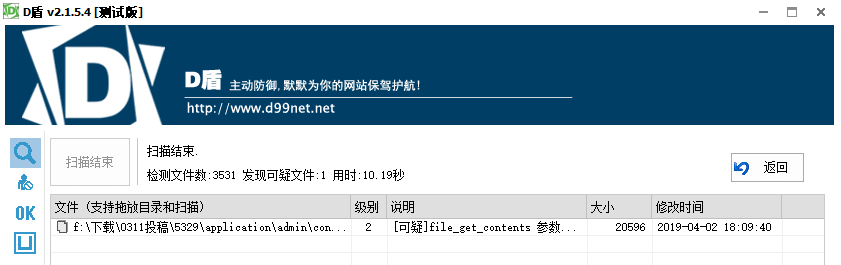 D盾 v2.1.5.4 [测试版]
D盾 主动防御,默默为你的网站保驾护航!
http://www.d99net.net
扫描结束
扫描结束.
检测文件数:3531 发现可疑文件:1 用时:10.19秒
返回
文件 (支持拖放目录和扫描) 级别 说明 大小 修改时间
f:\下载\0311投稿\5329\application\admin\con... 2 [可疑]file_get_contents 参数... 20596 2019-04-02 18:09:40
OK